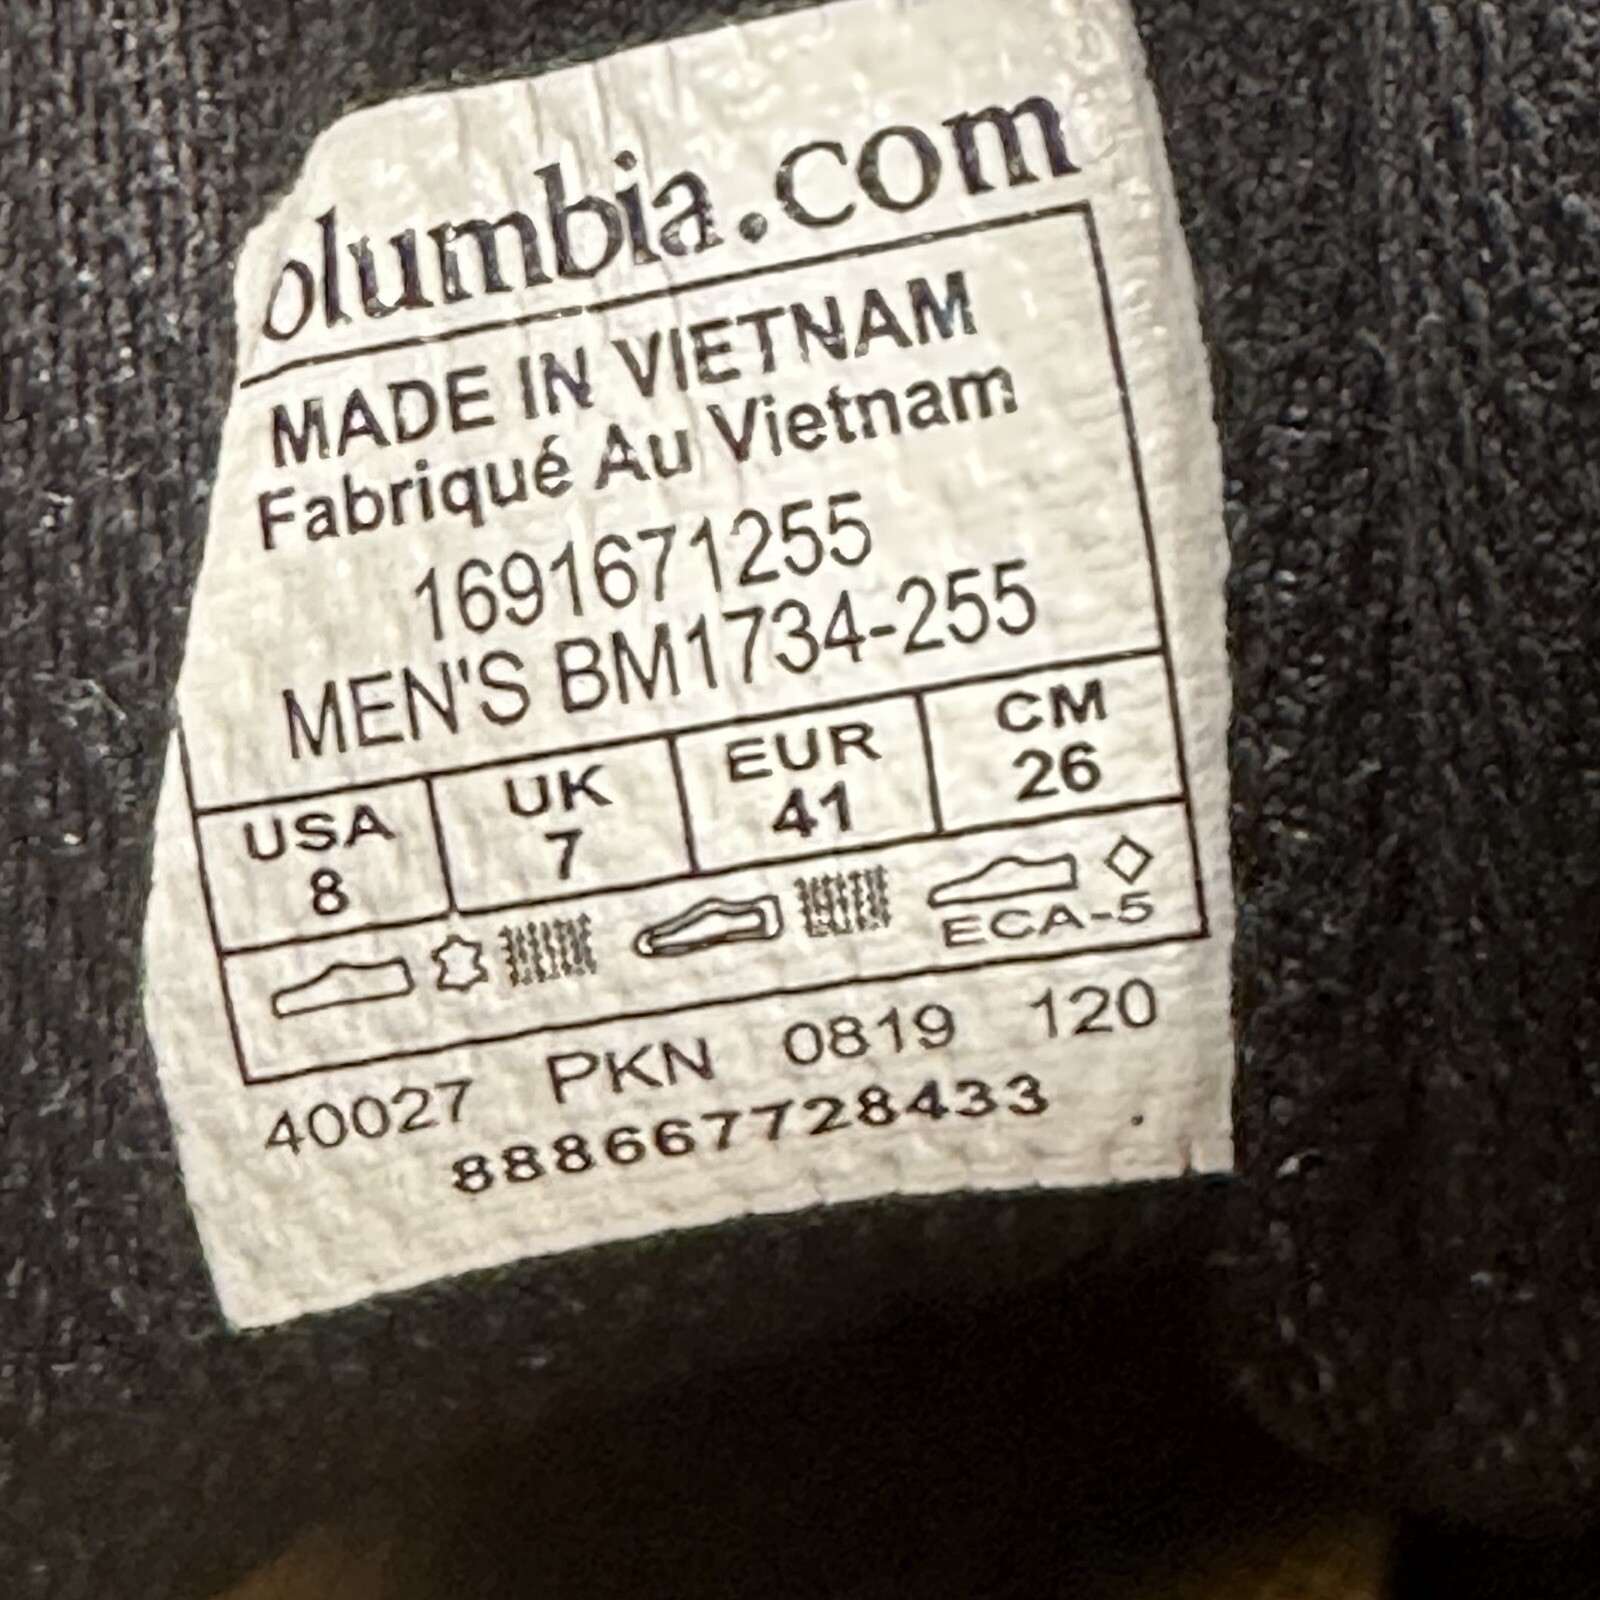 olumbia.com
MADE IN VIETNAM
Fabriqué Au Vietnam
1691671255
MEN'S BM1734-255
USA UK EUR CM
8 7 41 26
ECA-5
40027 PKN 0819 120
888667728433